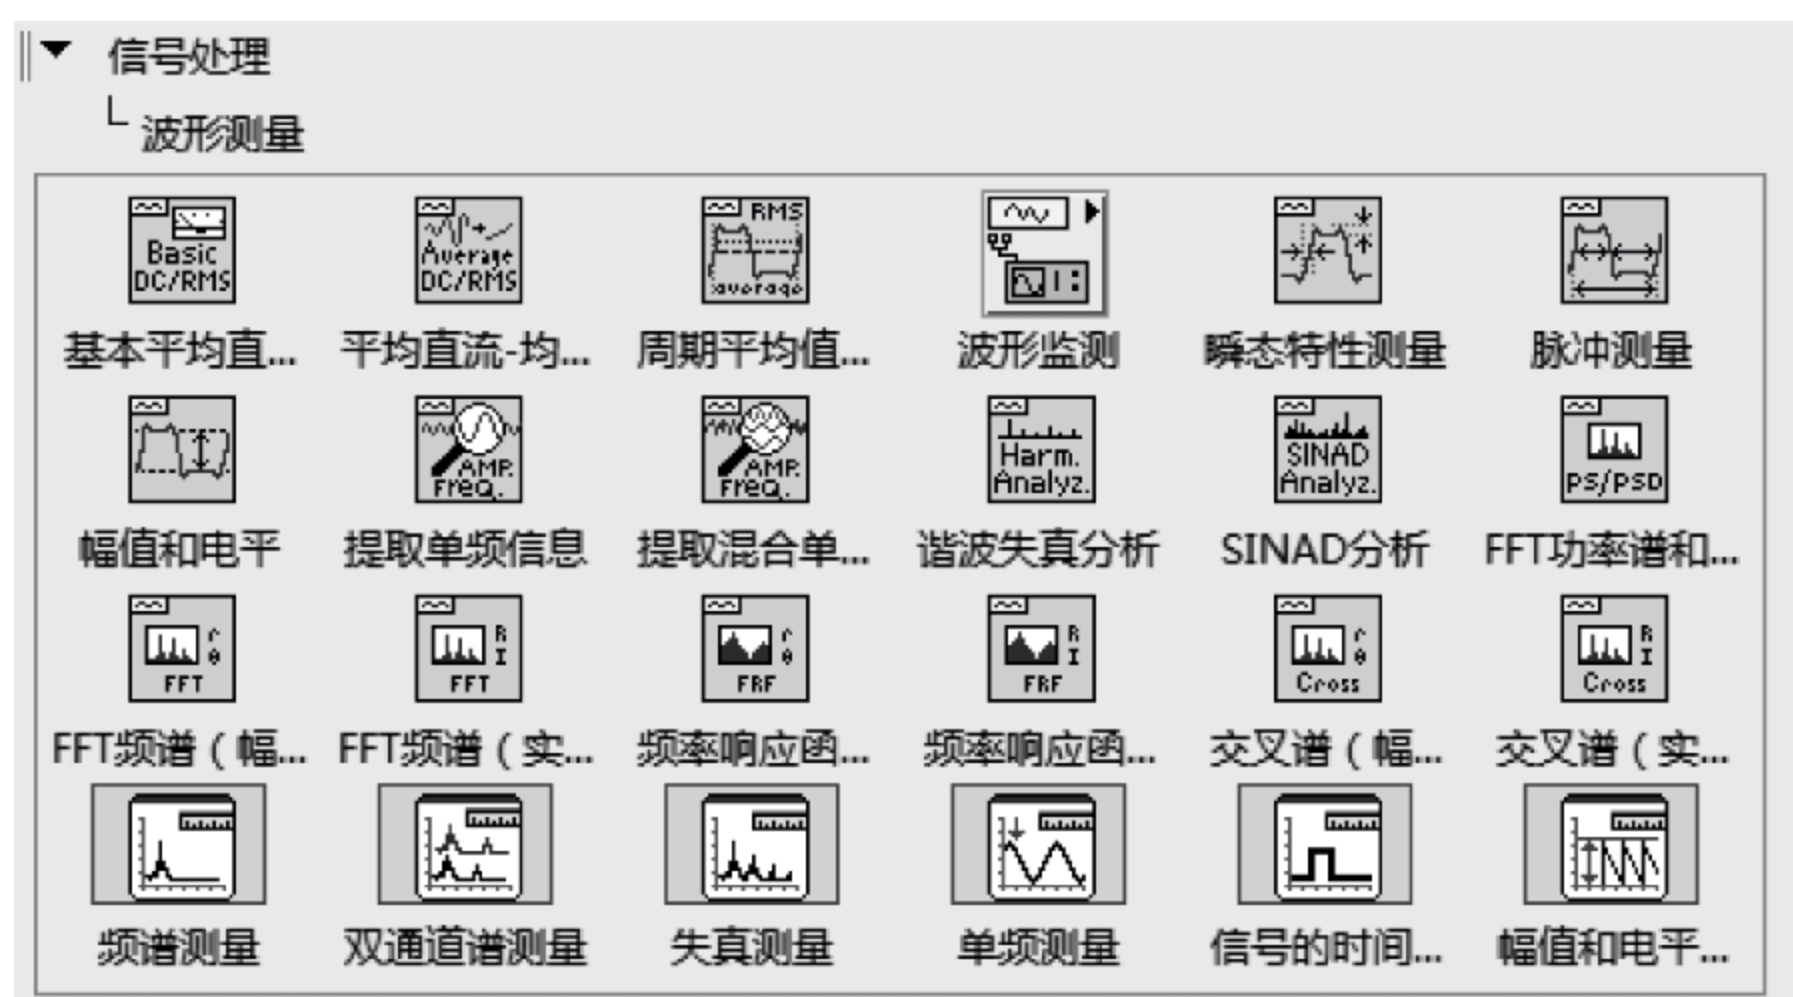 信号处理
波形测量
Basic DC/RMS
Average DC/RMS
RMS average
基本平均直...
平均直流-均...
周期平均值...
波形监测
瞬态特性测量
脉冲测量
AMP. Freq.
AMP. Freq.
Harm. Analyz.
SINAD Analyz.
PS/PSD
幅值和电平
提取单频信息
提取混合单...
谐波失真分析
SINAD分析
FFT功率谱和...
r θ FFT
R I FFT
r θ FRF
R I FRF
r θ Cross
R I Cross
FFT频谱（幅...
FFT频谱（实...
频率响应函...
频率响应函...
交叉谱（幅...
交叉谱（实...
频谱测量
双通道谱测量
失真测量
单频测量
信号的时间...
幅值和电平...